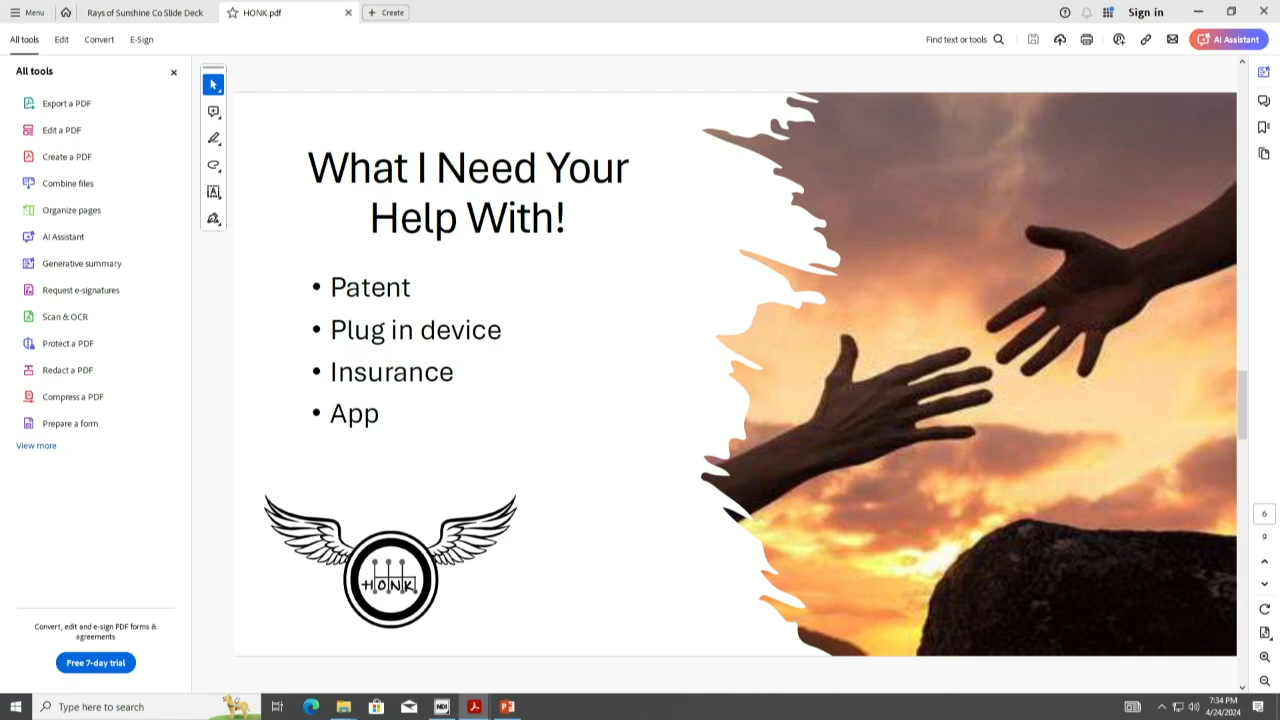 Menu
Rays of Sunshine Co Slide Deck
HONK.pdf
Create
Sign in
All tools
Edit
Convert
E-Sign
Find text or tools
AI Assistant
All tools
Export a PDF
Edit a PDF
Create a PDF
Combine files
Organize pages
AI Assistant
Generative summary
Request e-signatures
Scan & OCR
Protect a PDF
Redact a PDF
Compress a PDF
Prepare a form
View more
Convert, edit and e-sign PDF forms &
agreements
Free 7-day trial
What I Need Your
Help With!
• Patent
• Plug in device
• Insurance
• App
HONK
6
9
Type here to search
NDI
7:34 PM
4/24/2024